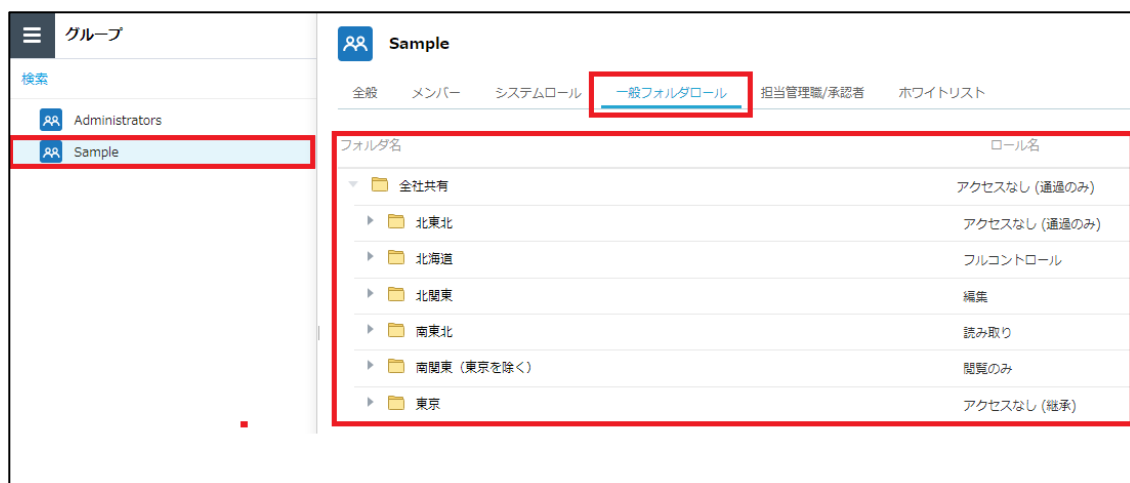 グループ
検索
Administrators
Sample
Sample
全般 メンバー システムロール 一般フォルダロール 担当管理職/承認者 ホワイトリスト
フォルダ名 ロール名
全社共有 アクセスなし (通過のみ)
北東北 アクセスなし (通過のみ)
北海道 フルコントロール
北関東 編集
南東北 読み取り
南関東（東京を除く）閲覧のみ
東京 アクセスなし (継承)